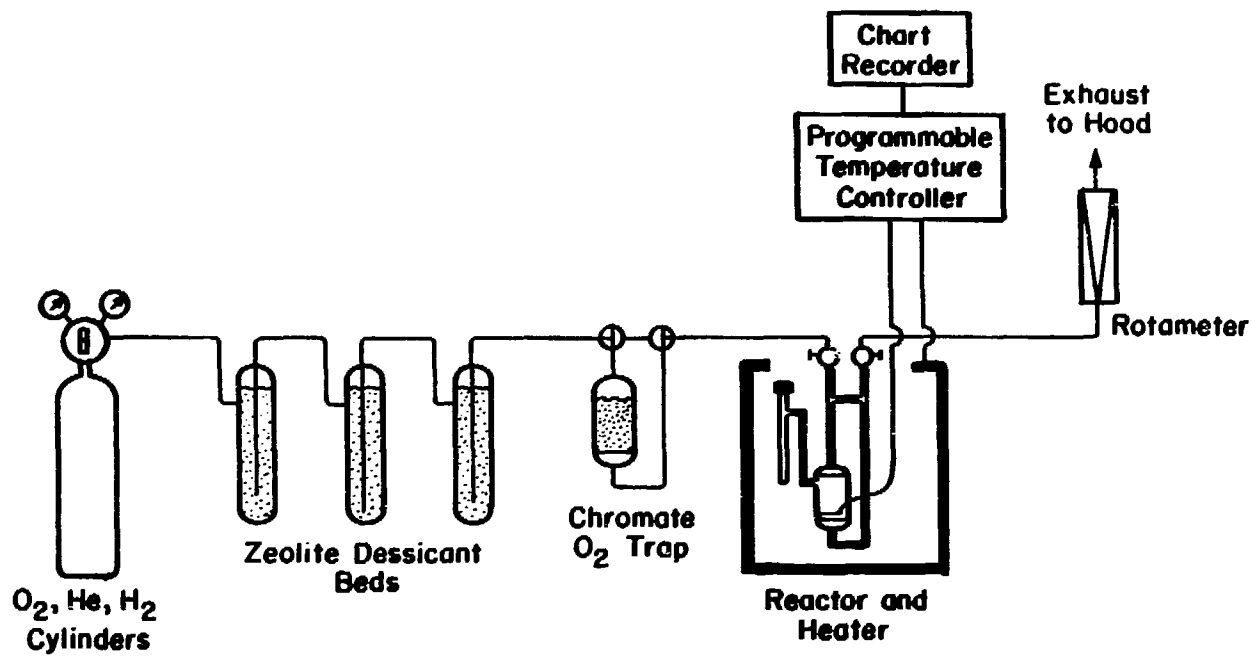 Chart
Recorder
Exhaust
to Hood
Programmable
Temperature
Controller
Rotameter
Zeolite Dessicant
Beds
Chromate
O₂ Trap
O₂, He, H₂
Cylinders
Reactor and
Heater